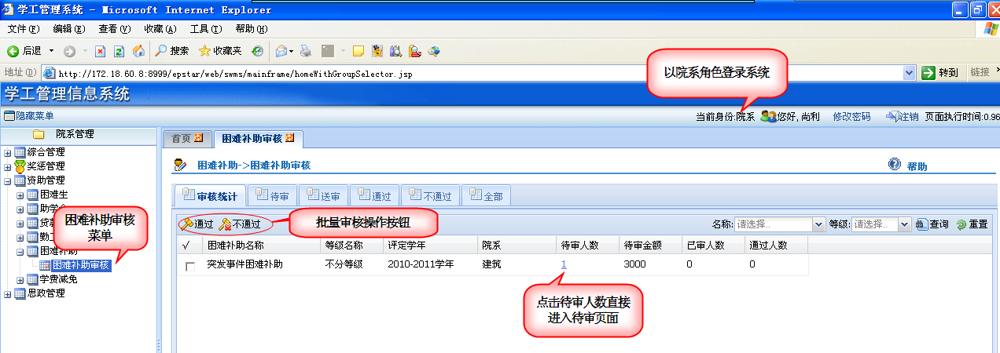 学工管理系统 - Microsoft Internet Explorer
文件(F) 编辑(E) 查看(V) 收藏(A) 工具(T) 帮助(H)
后退 搜索 收藏夹
地址(D) http://172.18.60.8:8999/epstar/web/swms/mainframe/homeWithGroupSelector.jsp 转到 链接
以院系角色登录系统
学工管理信息系统
隐藏菜单 当前身份:院系 您好, 尚利 修改密码 注销 页面执行时间:0.96
院系管理
首页 困难补助审核
综合管理
奖惩管理
资助管理
困难生
助学金
勤工
困难补助
困难补助审核
学费减免
思政管理
困难补助审核
菜单
困难补助->困难补助审核 帮助
审核统计 待审 送审 通过 不通过 全部
通过 不通过 批量审核操作按钮 名称: 请选择.. 等级: 请选择.. 查询 重置
√ 困难补助名称 等级名称 评定学年 院系 待审人数 待审金额 已审人数 通过人数
突发事件困难补助 不分等级 2010-2011学年 建筑 1 3000 0 0
点击待审人数直接
进入待审页面